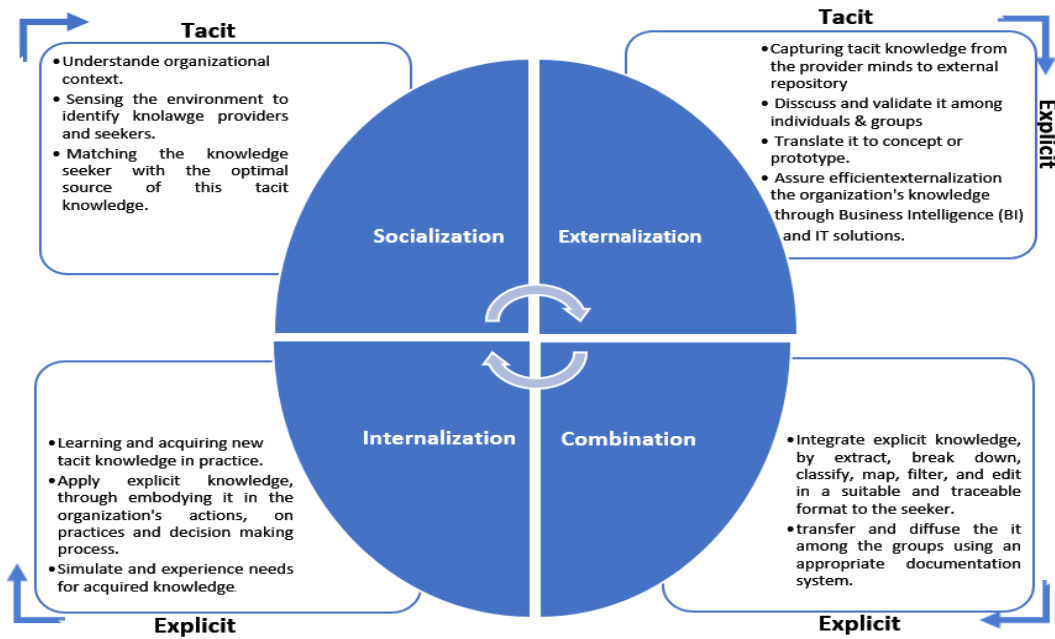 Tacit
•Understande organizational
context.
• Sensing the environment to
identify knolawge providers
and seekers.
• Matching the knowledge
seeker with the optimal
source of this tacit
knowledge.
Tacit
•Capturing tacit knowledge from
the provider minds to external
repository
• Disscuss and validate it among
individuals & groups
• Translate it to concept or
prototype.
• Assure efficientexternalization
the organization's knowledge
through Business Intelligence (BI)
and IT solutions.
Explicit
Socialization
Externalization
Internalization
Combination
•Learning and acquiring new
tacit knowledge in practice.
•Apply explicit knowledge,
through embodying it in the
organization's actions, on
practices and decision making
process.
•Simulate and experience needs
for acquired knowledge.
Explicit
•Integrate explicit knowledge,
by extract, break down,
classify, map, filter, and edit
in a suitable and traceable
format to the seeker.
•transfer and diffuse the it
among the groups using an
appropriate documentation
system.
Explicit